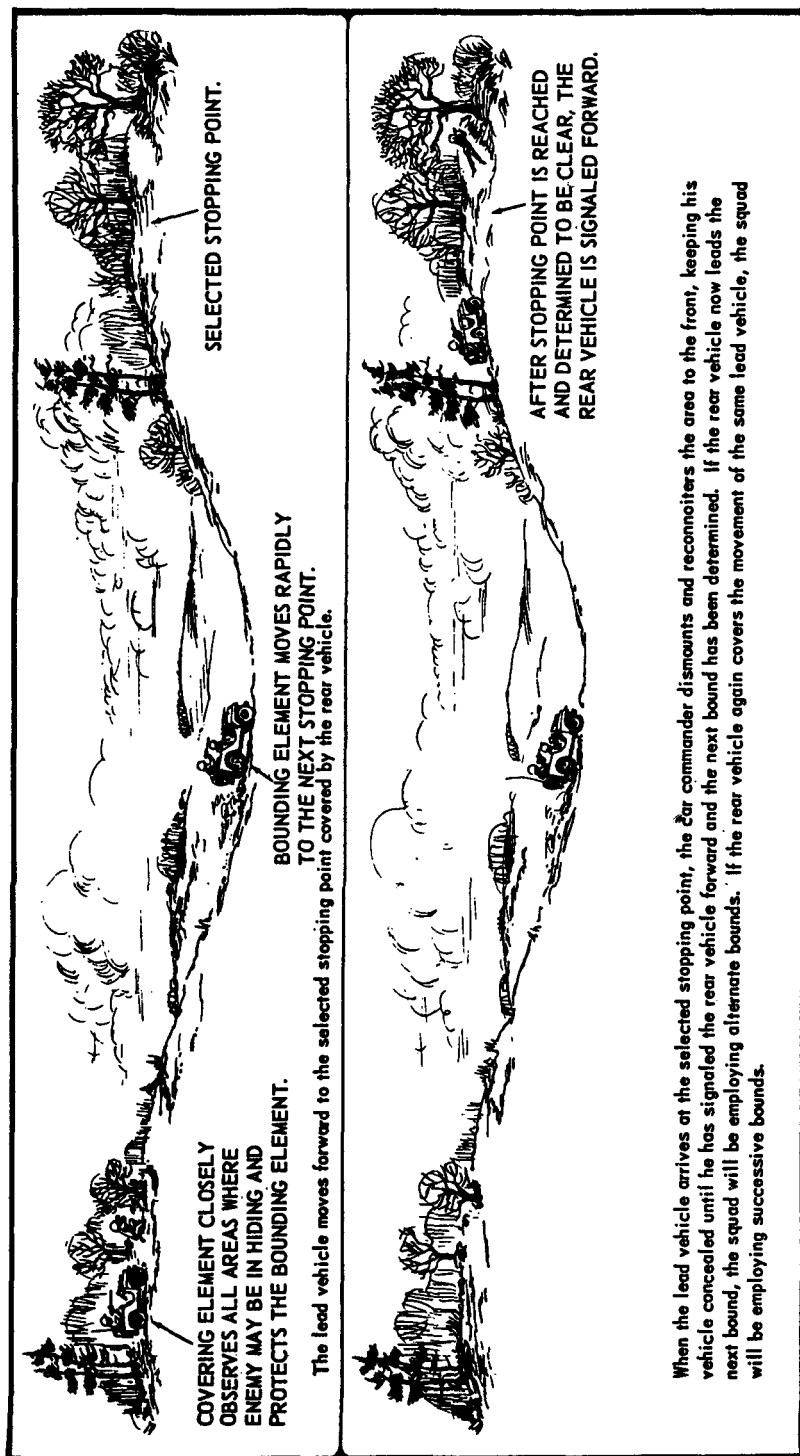 SELECTED STOPPING POINT.
BOUNDING ELEMENT MOVES RAPIDLY
TO THE NEXT STOPPING POINT.
COVERING ELEMENT CLOSELY
OBSERVES ALL AREAS WHERE
ENEMY MAY BE IN HIDING AND
PROTECTS THE BOUNDING ELEMENT.
The lead vehicle moves forward to the selected stopping point covered by the rear vehicle.
AFTER STOPPING POINT IS REACHED
AND DETERMINED TO BE CLEAR, THE
REAR VEHICLE IS SIGNALED FORWARD.
When the lead vehicle arrives at the selected stopping point, the car commander dismounts and reconnoiters the area to the front, keeping his
vehicle concealed until he has signaled the rear vehicle forward and the next bound has been determined. If the rear vehicle now leads the
next bound, the squad will be employing alternate bounds. If the rear vehicle again covers the movement of the same lead vehicle, the squad
will be employing successive bounds.